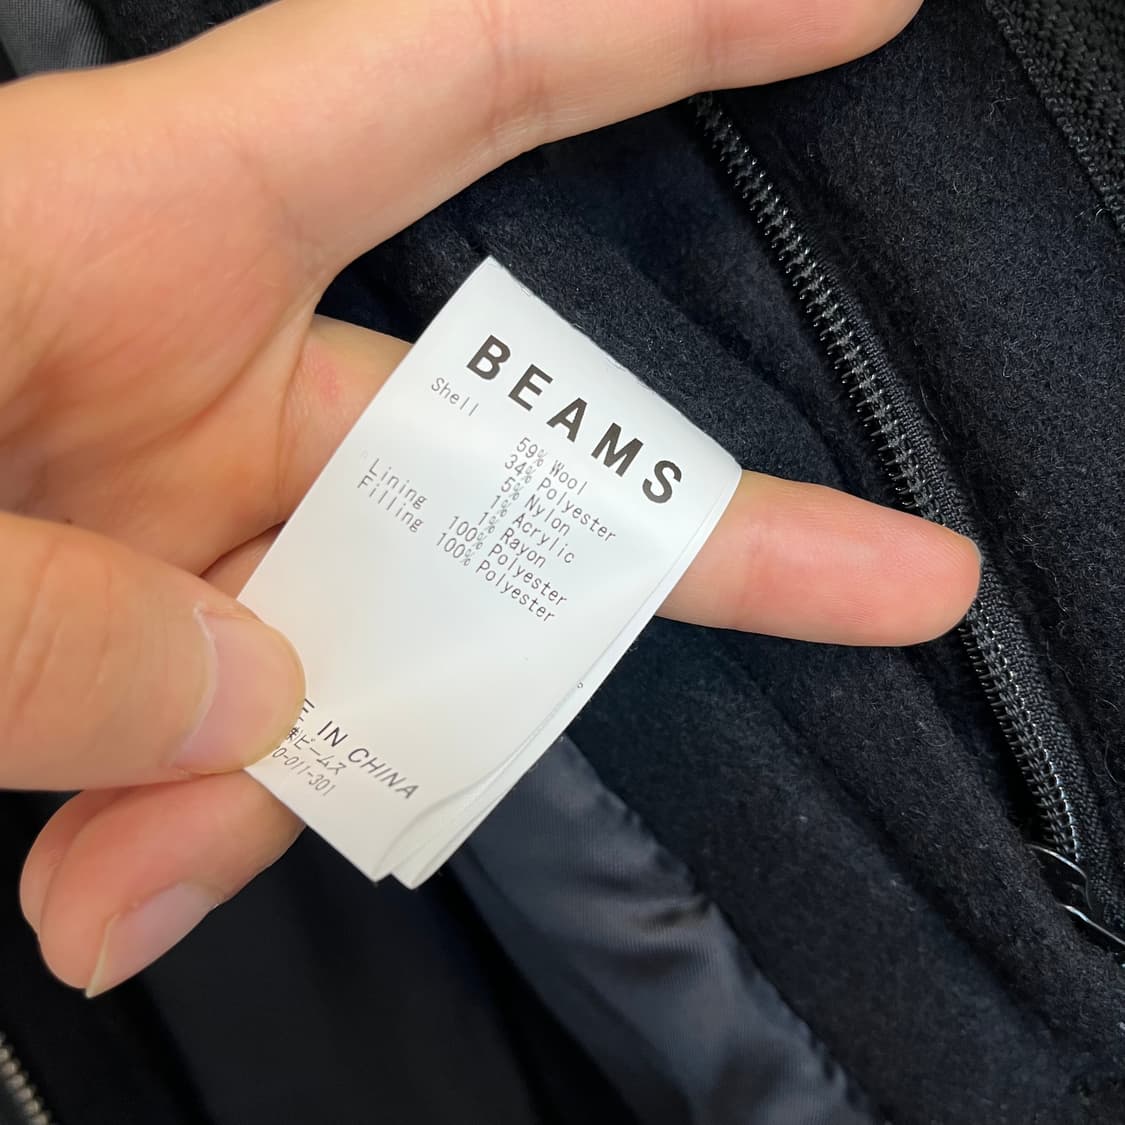 BEAMS
Shell
59% Wool
34% Polyester
5% Nylon
1% Acrylic
1% Rayon
Lining 100% Polyester
Filling 100% Polyester
IN CHINA
㈱ビームス
0-011-301